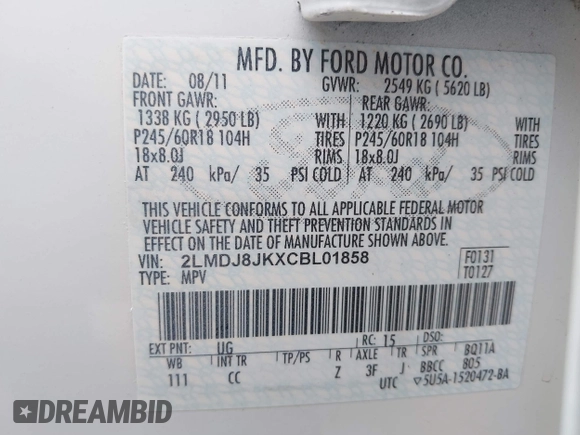 MFD. BY FORD MOTOR CO.
DATE: 08/11 GVWR: 2549 KG ( 5620 LB)
FRONT GAWR: REAR GAWR:
1338 KG ( 2950 LB) WITH 1220 KG ( 2690 LB) WITH
P245/60R18 104H TIRES P245/60R18 104H TIRES
18x8.0J RIMS 18x8.0J RIMS
AT 240 kPa/ 35 PSI COLD AT 240 kPa/ 35 PSI COLD
THIS VEHICLE CONFORMS TO ALL APPLICABLE FEDERAL MOTOR
VEHICLE SAFETY AND THEFT PREVENTION STANDARDS IN
EFFECT ON THE DATE OF MANUFACTURE SHOWN ABOVE.
VIN: 2LMDJ8JKXCBL01858 F0131
TYPE: MPV T0127
EXT PNT: UG RC: 15 DSO:
WB INT TR TP/PS R AXLE TR SPR BQ11A
111 CC Z 3F J BBCC 805
UTC ▽5U5A-1520472-BA
DREAMBID